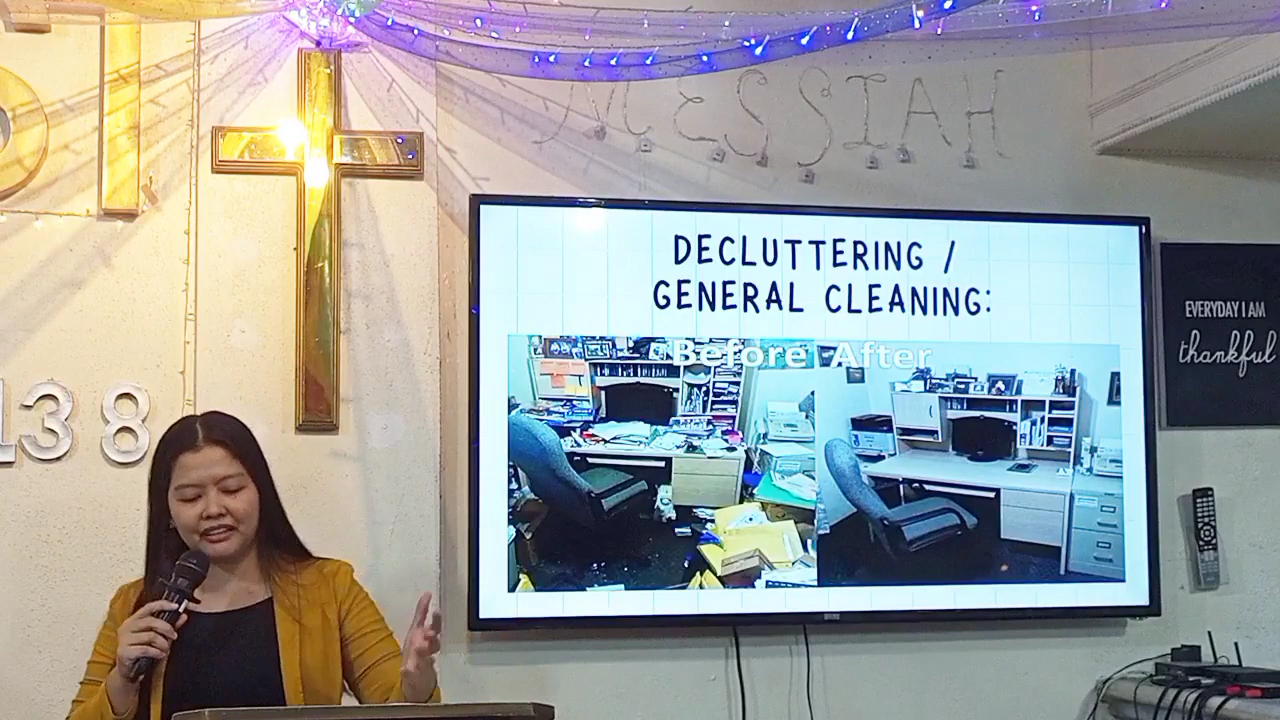 MESSIAH
DECLUTTERING /
GENERAL CLEANING:
Before After
EVERYDAY I AM
thankful
138